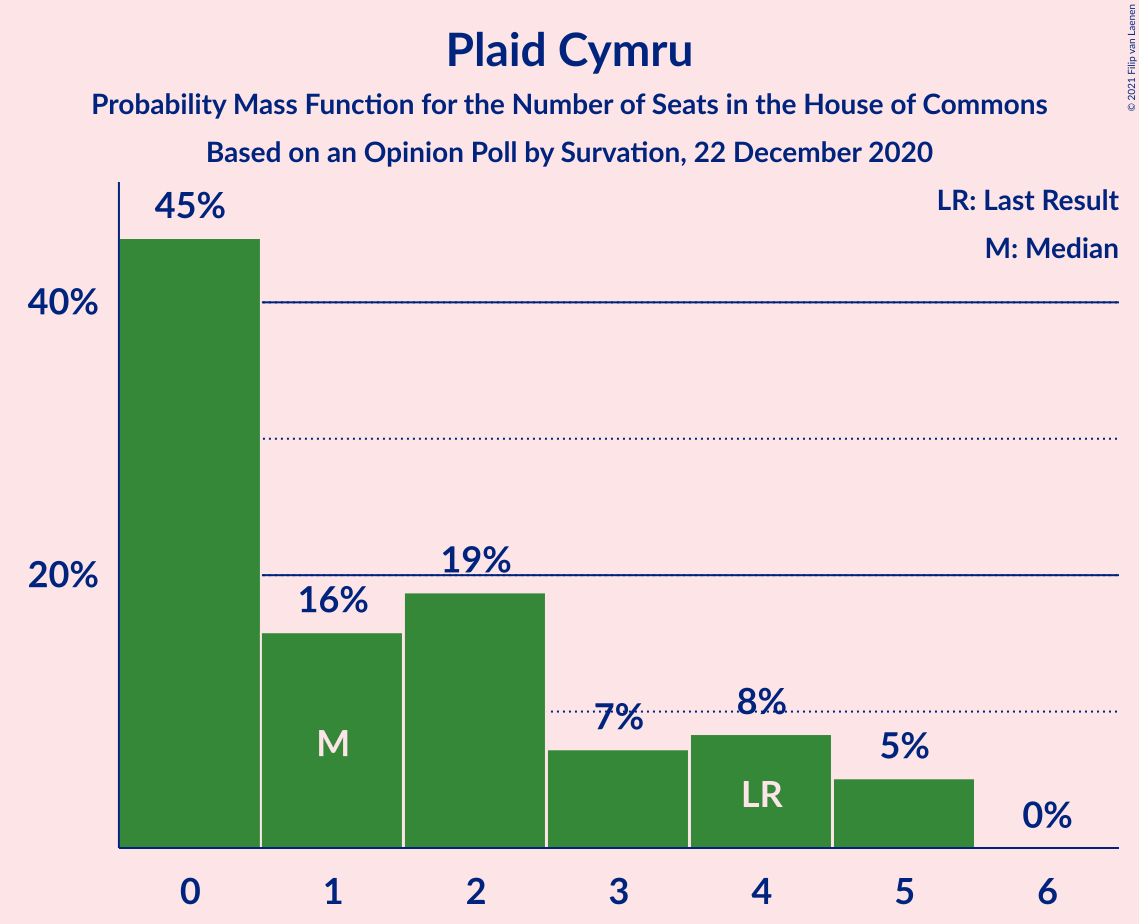 Plaid Cymru
Probability Mass Function for the Number of Seats in the House of Commons
Based on an Opinion Poll by Survation, 22 December 2020
© 2021 Filip van Laenen
LR: Last Result
M: Median
45%
40%
20%
16%
19%
7%
8%
5%
0%
M
LR
0 1 2 3 4 5 6